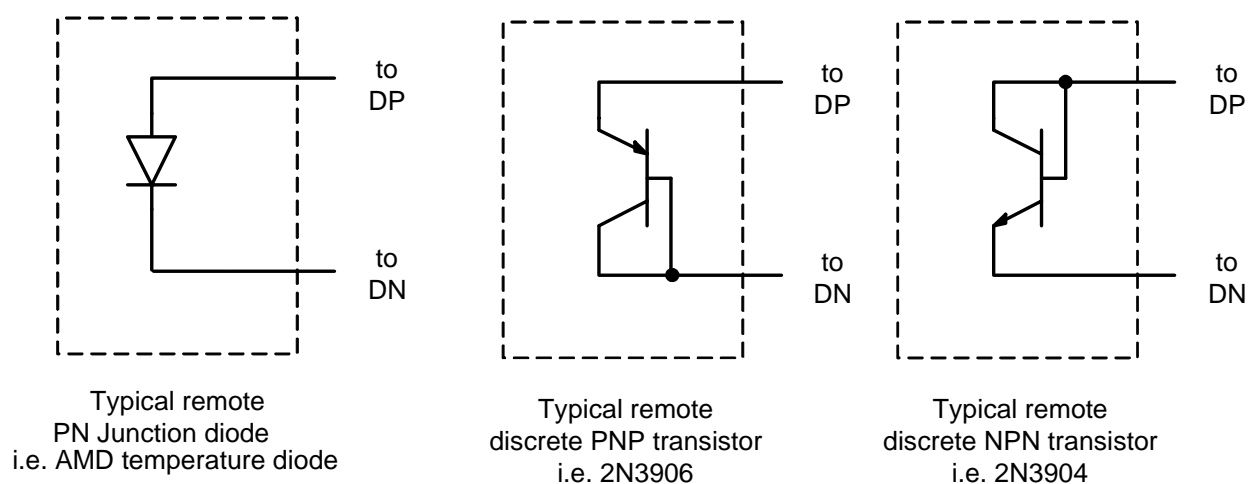 to
DP
to
DN
Typical remote
PN Junction diode
i.e. AMD temperature diode
to
DP
to
DN
Typical remote
discrete PNP transistor
i.e. 2N3906
to
DP
to
DN
Typical remote
discrete NPN transistor
i.e. 2N3904